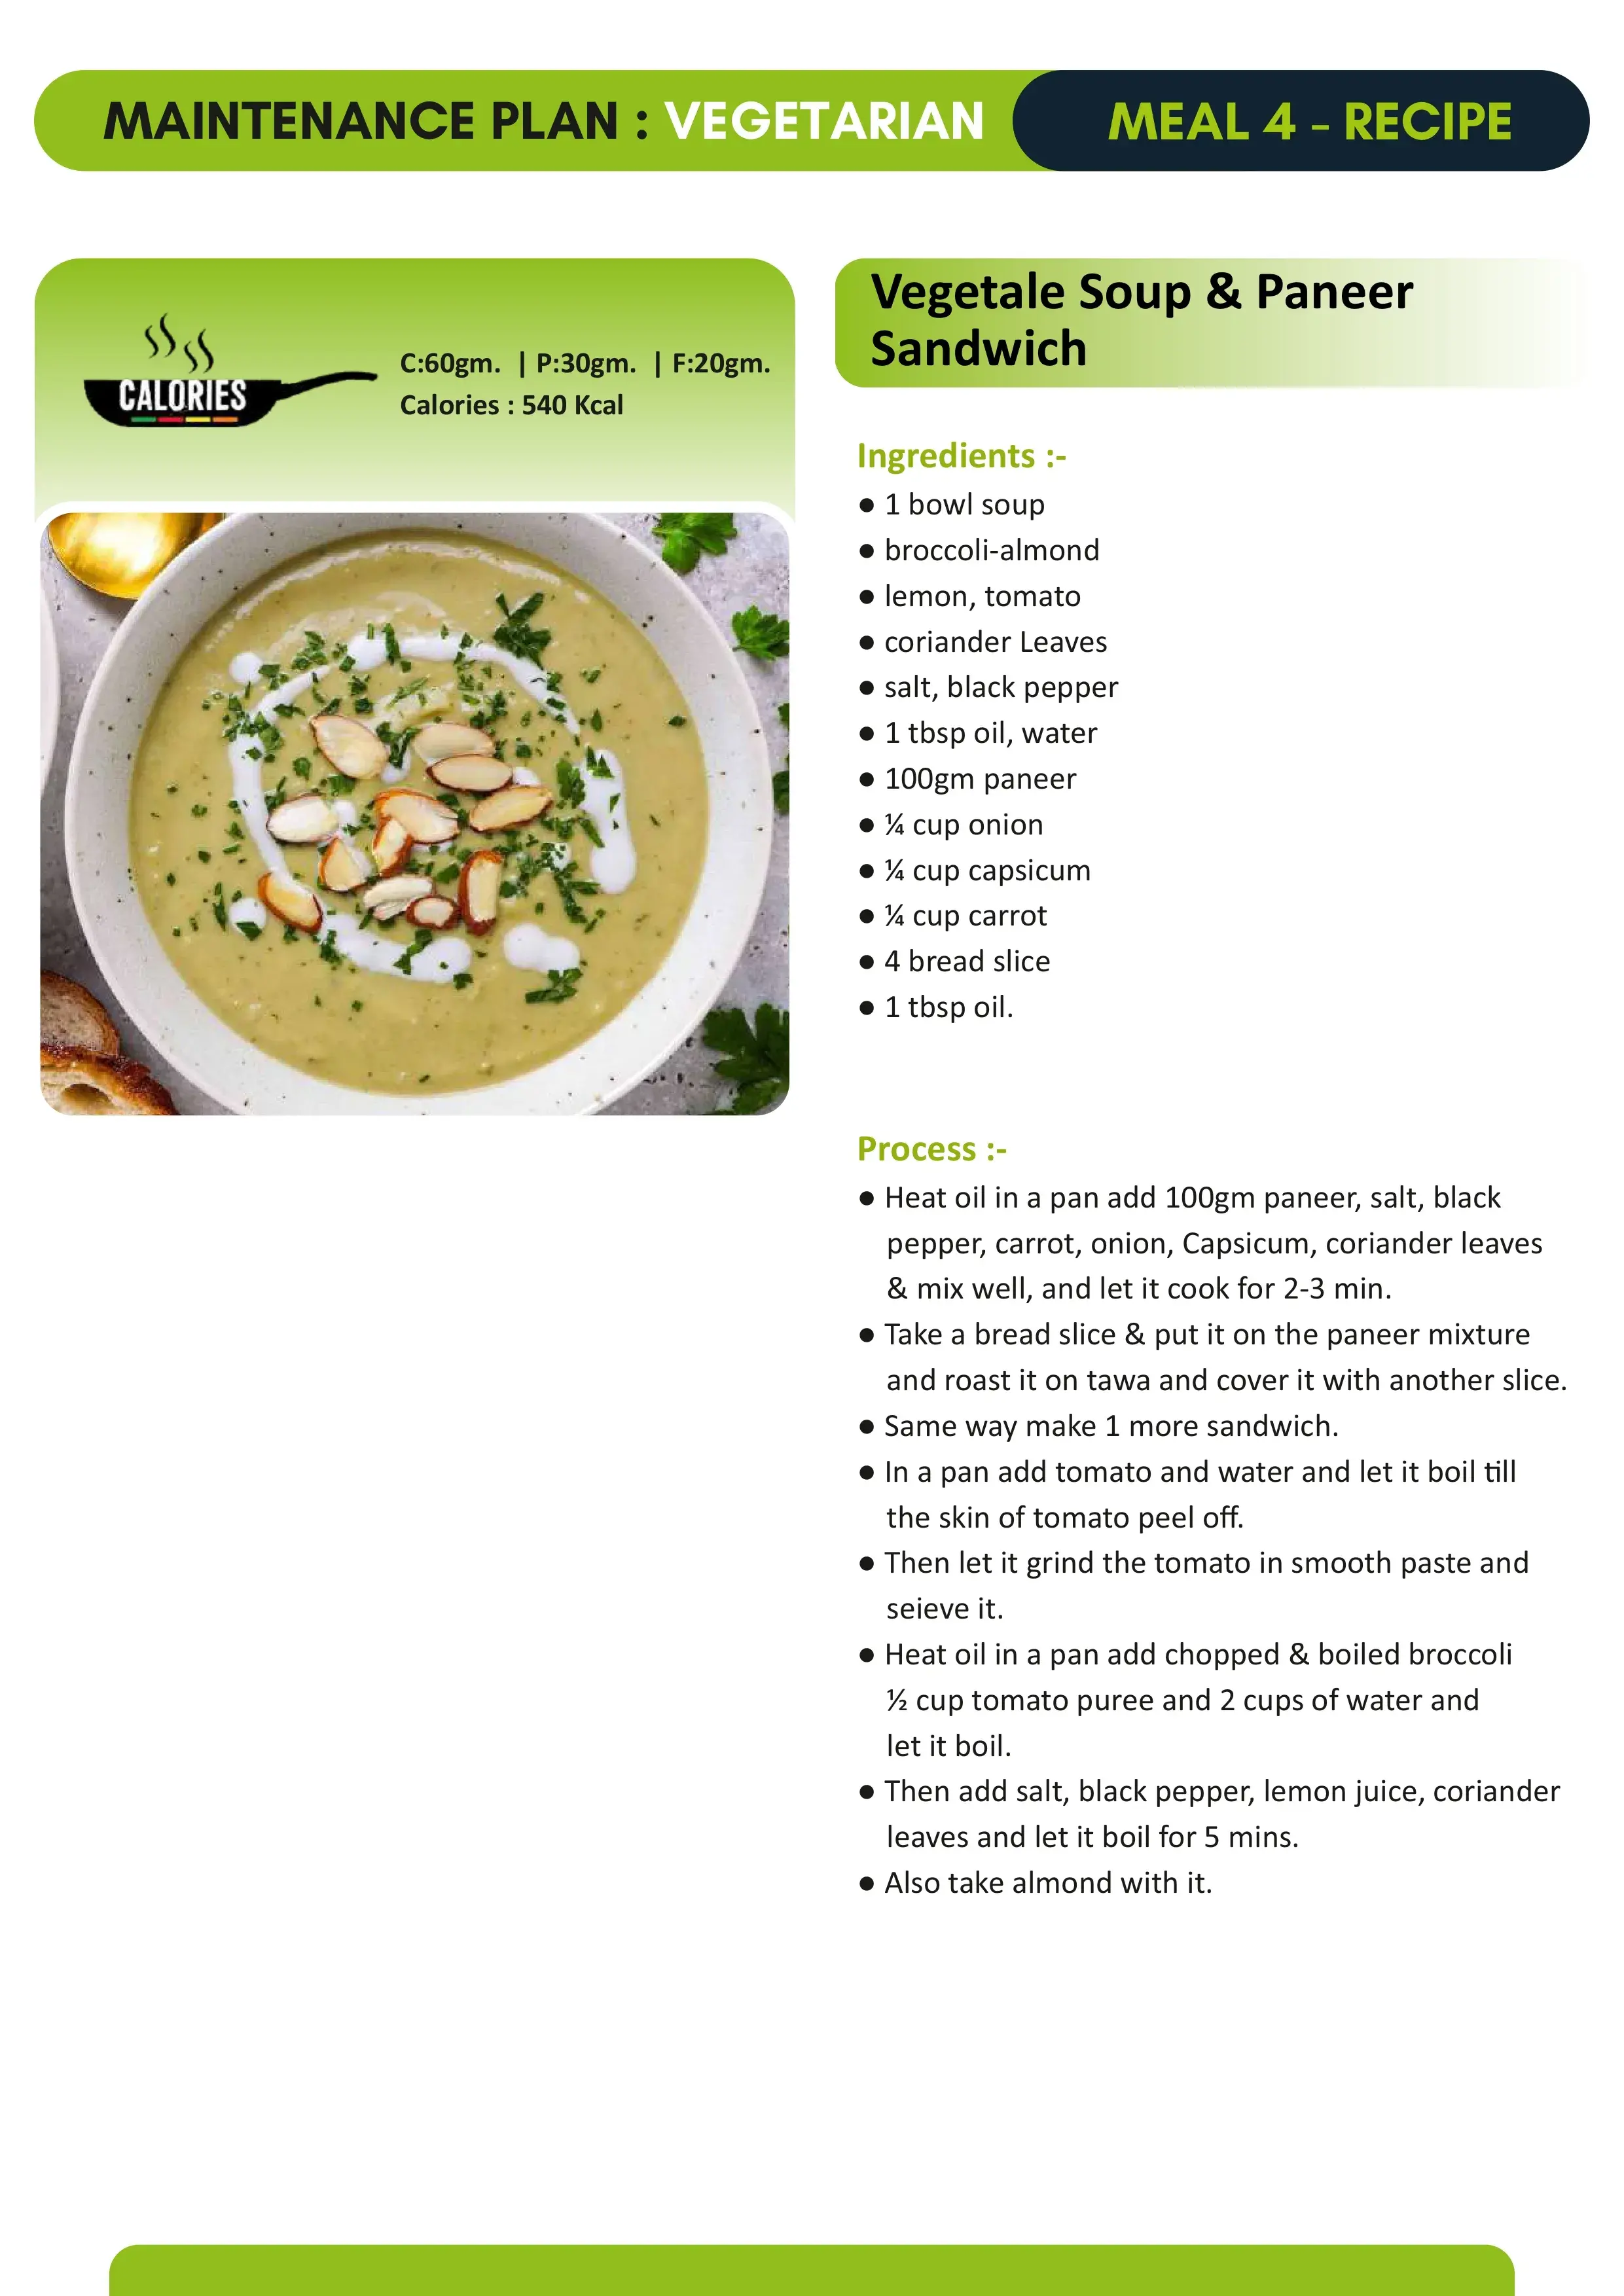 MAINTENANCE PLAN : VEGETARIAN
MEAL 4 - RECIPE
CALORIES
C:60gm. | P:30gm. | F:20gm.
Calories : 540 Kcal
Vegetale Soup & Paneer
Sandwich
Ingredients :-
● 1 bowl soup
● broccoli-almond
● lemon, tomato
● coriander Leaves
● salt, black pepper
● 1 tbsp oil, water
● 100gm paneer
● ¼ cup onion
● ¼ cup capsicum
● ¼ cup carrot
● 4 bread slice
● 1 tbsp oil.
Process :-
● Heat oil in a pan add 100gm paneer, salt, black
pepper, carrot, onion, Capsicum, coriander leaves
& mix well, and let it cook for 2-3 min.
● Take a bread slice & put it on the paneer mixture
and roast it on tawa and cover it with another slice.
● Same way make 1 more sandwich.
● In a pan add tomato and water and let it boil till
the skin of tomato peel off.
● Then let it grind the tomato in smooth paste and
seieve it.
● Heat oil in a pan add chopped & boiled broccoli
½ cup tomato puree and 2 cups of water and
let it boil.
● Then add salt, black pepper, lemon juice, coriander
leaves and let it boil for 5 mins.
● Also take almond with it.